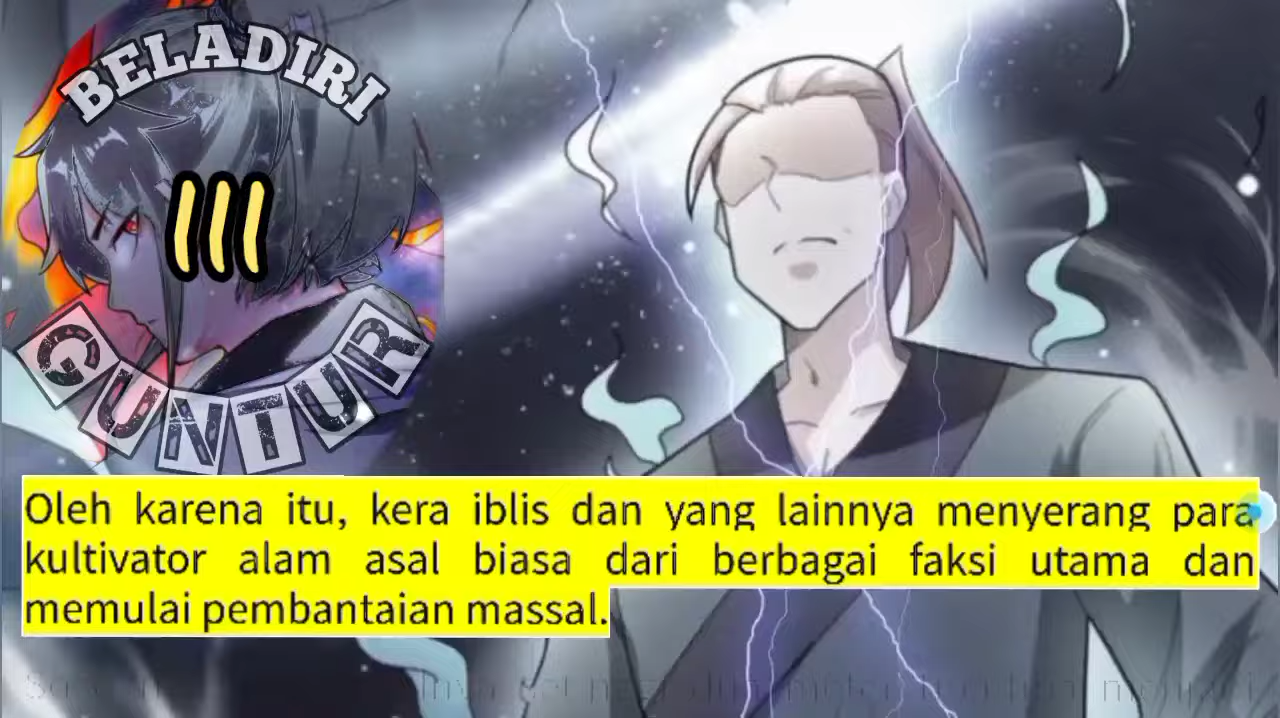 BELADIRI
III
GUNTUR
Oleh karena itu, kera iblis dan yang lainnya menyerang para
kultivator alam asal biasa dari berbagai faksi utama dan
memulai pembantaian massal.